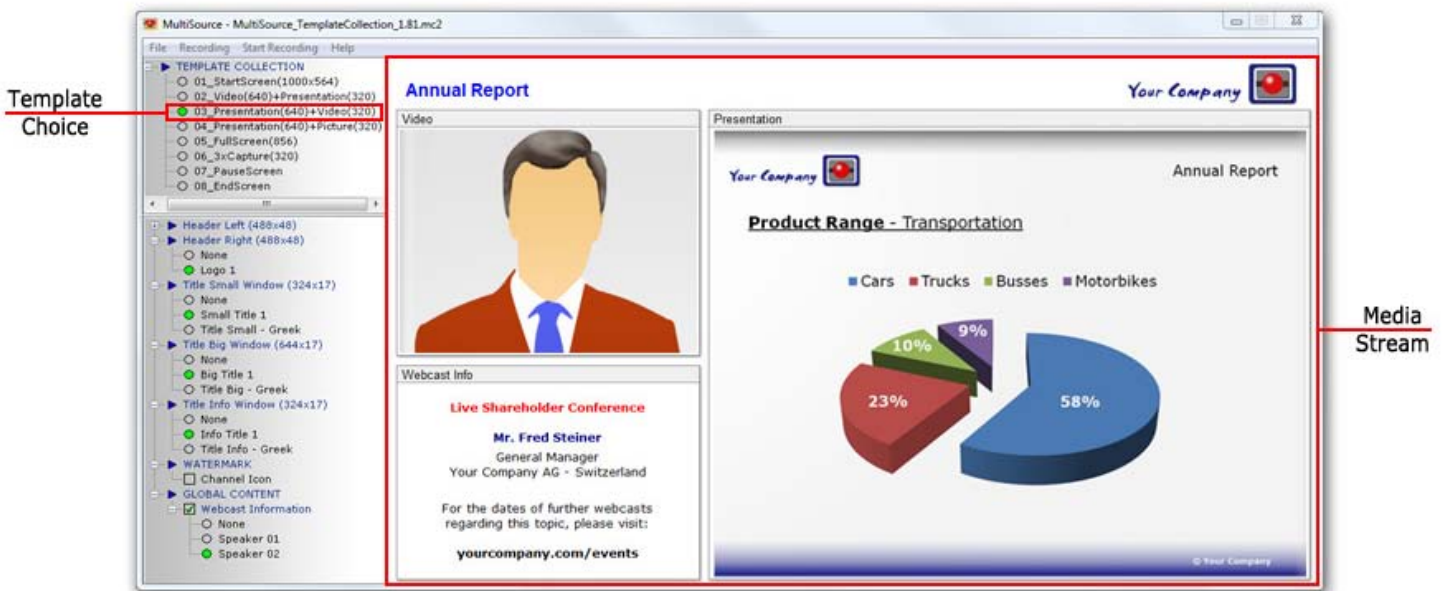 MultiSource - MultiSource_TemplateCollection_1.81.mc2
File Recording Start Recording Help
Template
Choice
TEMPLATE COLLECTION
01_StartScreen(1000x564)
02_Video(640)+Presentation(320)
03_Presentation(640)+Video(320)
04_Presentation(640)+Picture(320)
05_FullScreen(856)
06_3xCapture(320)
07_PauseScreen
08_EndScreen
Header Left (488x48)
Header Right (488x48)
None
Logo 1
Title Small Window (324x17)
None
Small Title 1
Title Small - Greek
Title Big Window (644x17)
None
Big Title 1
Title Big - Greek
Title Info Window (324x17)
None
Info Title 1
Title Info - Greek
WATERMARK
Channel Icon
GLOBAL CONTENT
Webcast Information
None
Speaker 01
Speaker 02
Annual Report
Your Company
Video
Webcast Info
Live Shareholder Conference
Mr. Fred Steiner
General Manager
Your Company AG - Switzerland
For the dates of further webcasts
regarding this topic, please visit:
yourcompany.com/events
Presentation
Your Company
Annual Report
Product Range - Transportation
Cars Trucks Busses Motorbikes
9%
10%
23%
58%
© Your Company
Media
Stream